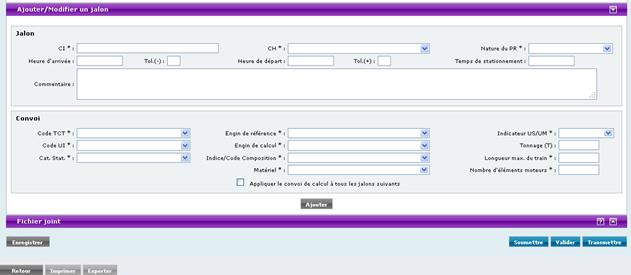 Ajouter/Modifier un jalon
Jalon
CI * : CH * : Nature du PR * :
Heure d'arrivée : Tol.(-) : Heure de départ : Tol.(+) : Temps de stationnement :
Commentaire :
Convoi
Code TCT * : Engin de référence * : Indicateur US/UM * :
Code UI * : Engin de calcul * : Tonnage (T) :
Cat. Stat. * : Indice/Code Composition * : Longueur max. du train * :
Matériel * : Nombre d'éléments moteurs * :
Appliquer le convoi de calcul à tous les jalons suivants
Ajouter
Fichier joint ?
Enregistrer Soumettre Valider Transmettre
Retour Imprimer Exporter